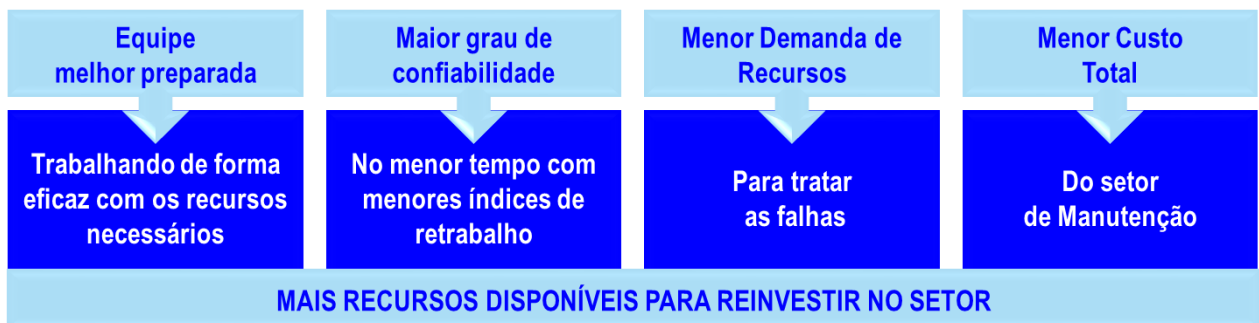 Equipe
melhor preparada
Trabalhando de forma
eficaz com os recursos
necessários
Maior grau de
confiabilidade
No menor tempo com
menores índices de
retrabalho
Menor Demanda de
Recursos
Para tratar
as falhas
Menor Custo
Total
Do setor
de Manutenção
MAIS RECURSOS DISPONÍVEIS PARA REINVESTIR NO SETOR